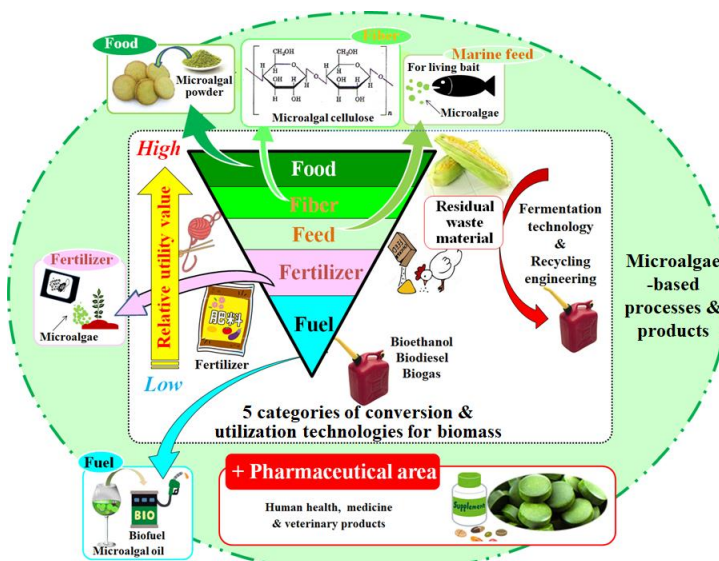 Food
Microalgal
powder
Fiber
CH₂OH
CH₂OH
H
OH
n
Microalgal cellulose
Marine feed
For living bait
Microalgae
High
Relative utility value
Low
Food
Fiber
Feed
Fertilizer
Fuel
Residual
waste
material
Fermentation
technology
&
Recycling
engineering
Microalgae
-based
processes &
products
Fertilizer
Microalgae
肥料
Fertilizer
Bioethanol
Biodiesel
Biogas
5 categories of conversion &
utilization technologies for biomass
Fuel
BIO
Biofuel
Microalgal oil
+ Pharmaceutical area
Human health, medicine
& veterinary products
Supplement